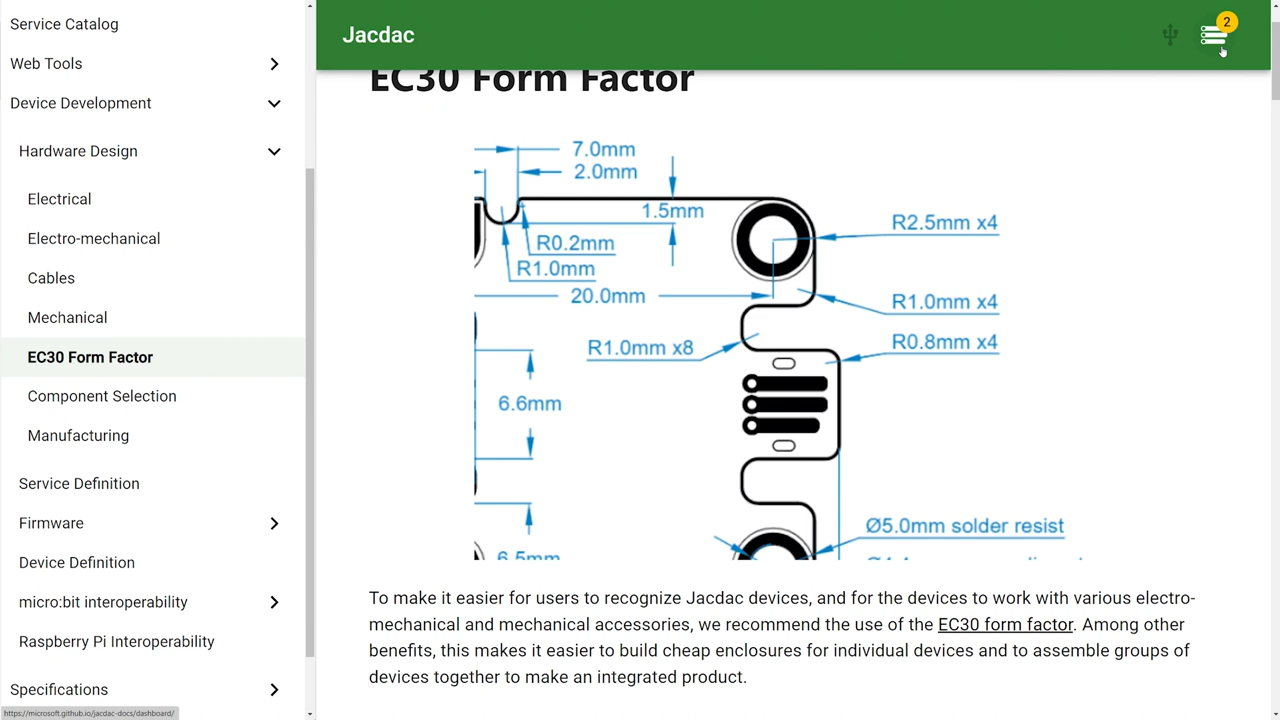 Service Catalog
Web Tools
Device Development
Hardware Design
Electrical
Electro-mechanical
Cables
Mechanical
EC30 Form Factor
Component Selection
Manufacturing
Service Definition
Firmware
Device Definition
micro:bit interoperability
Raspberry Pi Interoperability
Specifications
https://microsoft.github.io/jacdac-docs/dashboard/
Jacdac
2
EC30 Form Factor
7.0mm
2.0mm
1.5mm
R2.5mm x4
R0.2mm
R1.0mm
20.0mm
R1.0mm x4
R1.0mm x8
R0.8mm x4
6.6mm
Ø5.0mm solder resist
6.5mm
To make it easier for users to recognize Jacdac devices, and for the devices to work with various electro-
mechanical and mechanical accessories, we recommend the use of the EC30 form factor. Among other
benefits, this makes it easier to build cheap enclosures for individual devices and to assemble groups of
devices together to make an integrated product.